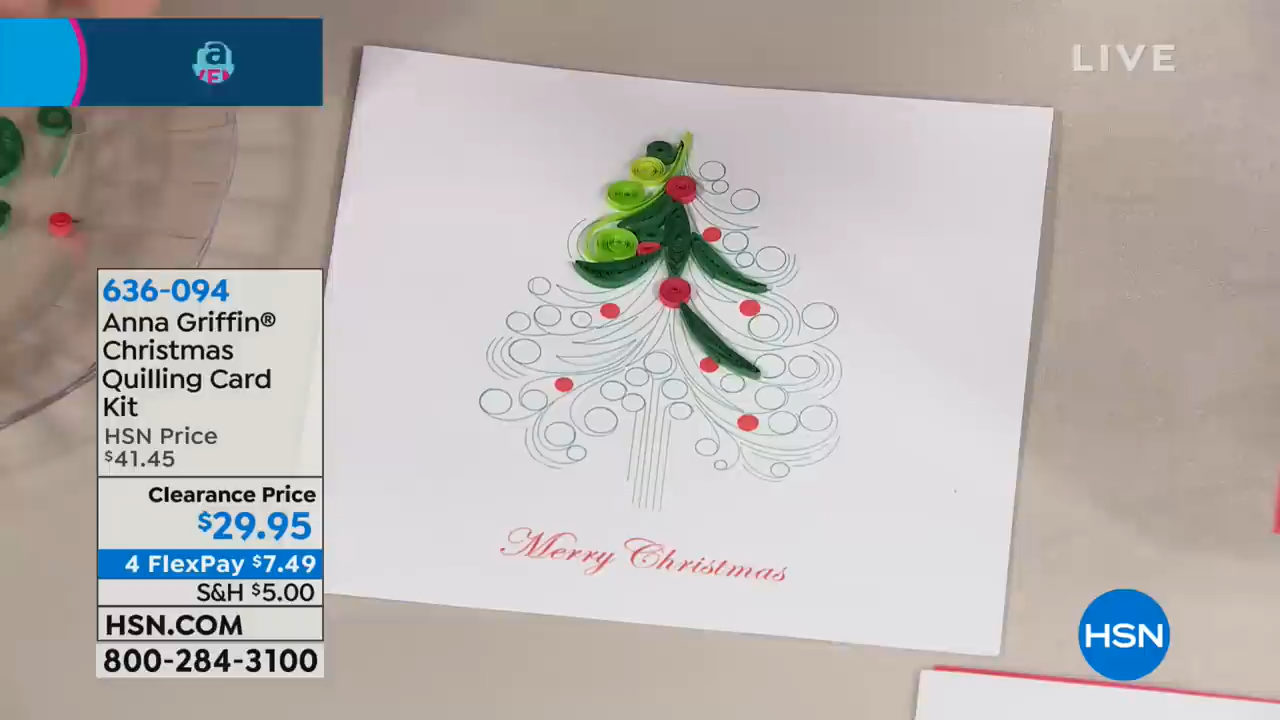 a
E
LIVE
636-094
Anna Griffin®
Christmas
Quilling Card
Kit
HSN Price
$41.45
Clearance Price
$29.95
4 FlexPay $7.49
S&H $5.00
HSN.COM
800-284-3100
Merry Christmas
HSN